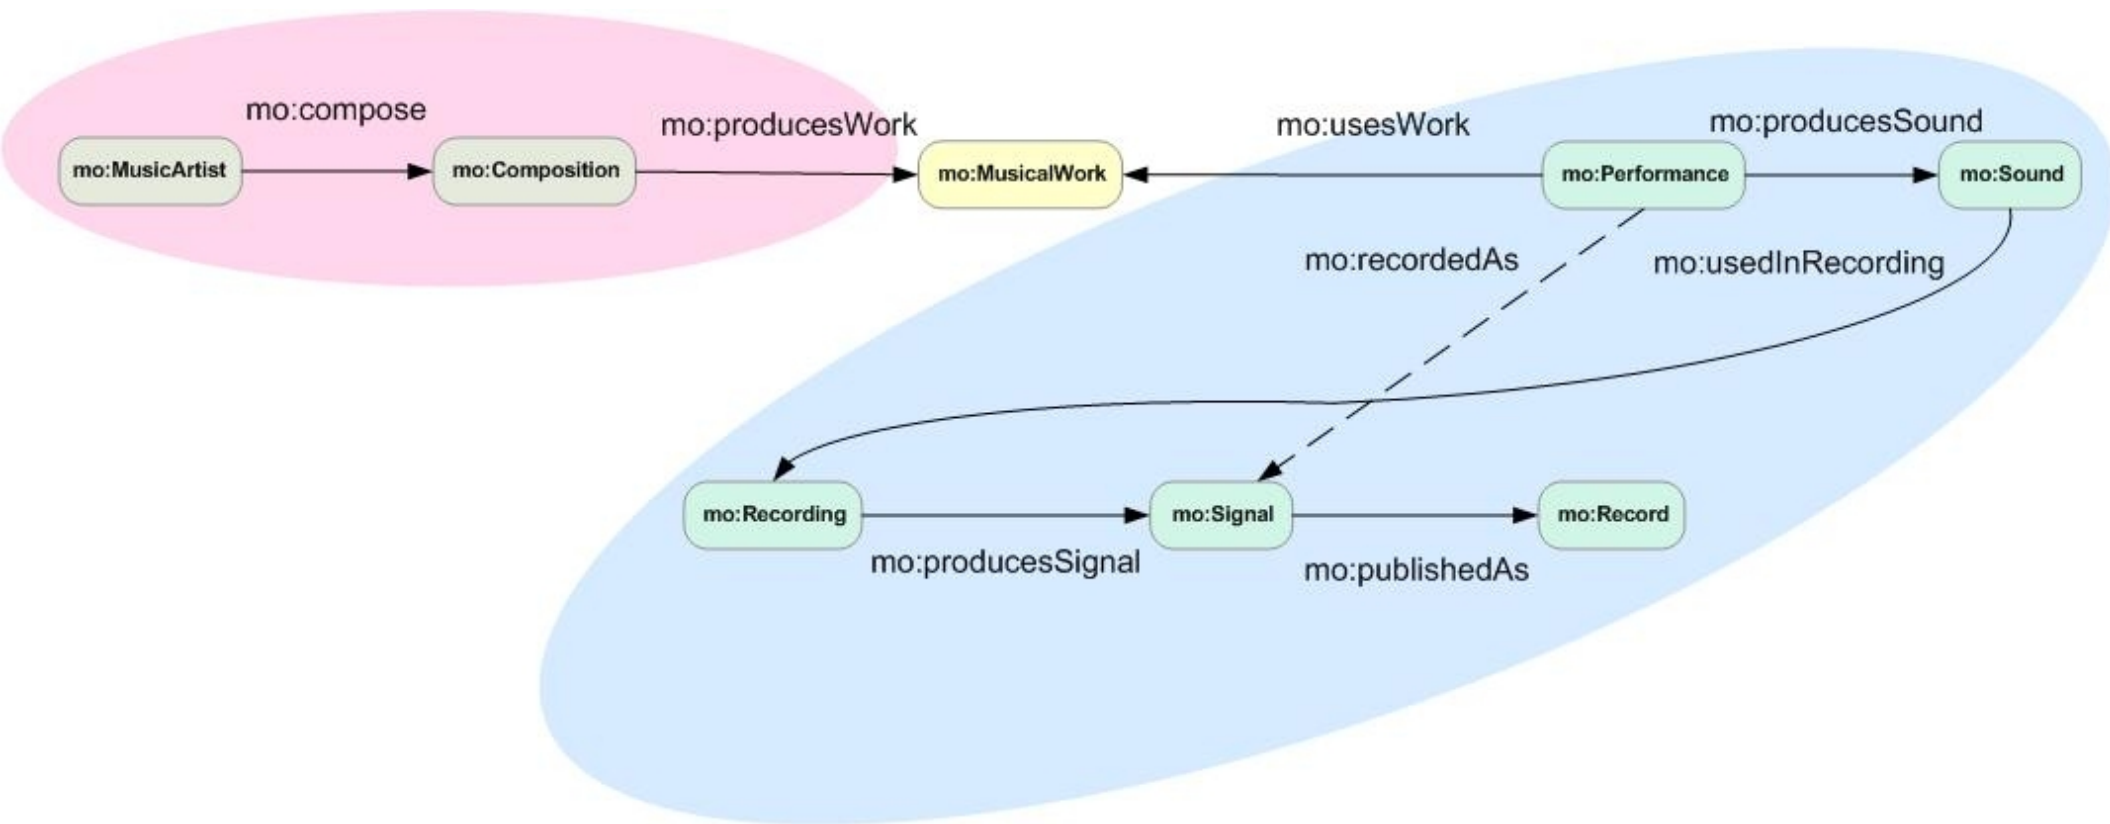 mo:compose
mo:producesWork
mo:usesWork
mo:producesSound
mo:MusicArtist
mo:Composition
mo:MusicalWork
mo:Performance
mo:Sound
mo:recordedAs
mo:usedInRecording
mo:Recording
mo:Signal
mo:Record
mo:producesSignal
mo:publishedAs